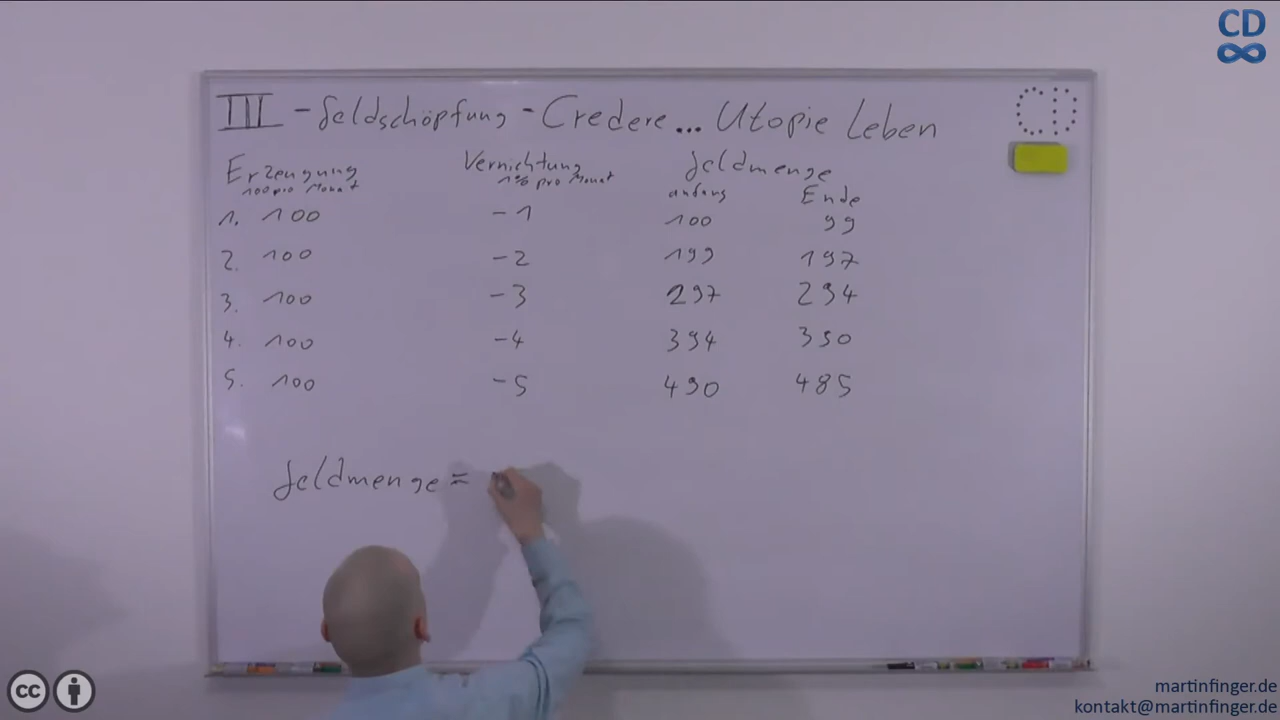 CD
∞
III - Geldschöpfung - Credere... Utopie Leben
CD
Erzeugung Vernichtung Geldmenge
100 pro Monat 1% pro Monat anfang Ende
1. 100 -1 100 99
2. 100 -2 199 197
3. 100 -3 297 294
4. 100 -4 394 390
5. 100 -5 490 485
Geldmenge =
cc
martinfinger.de
kontakt@martinfinger.de